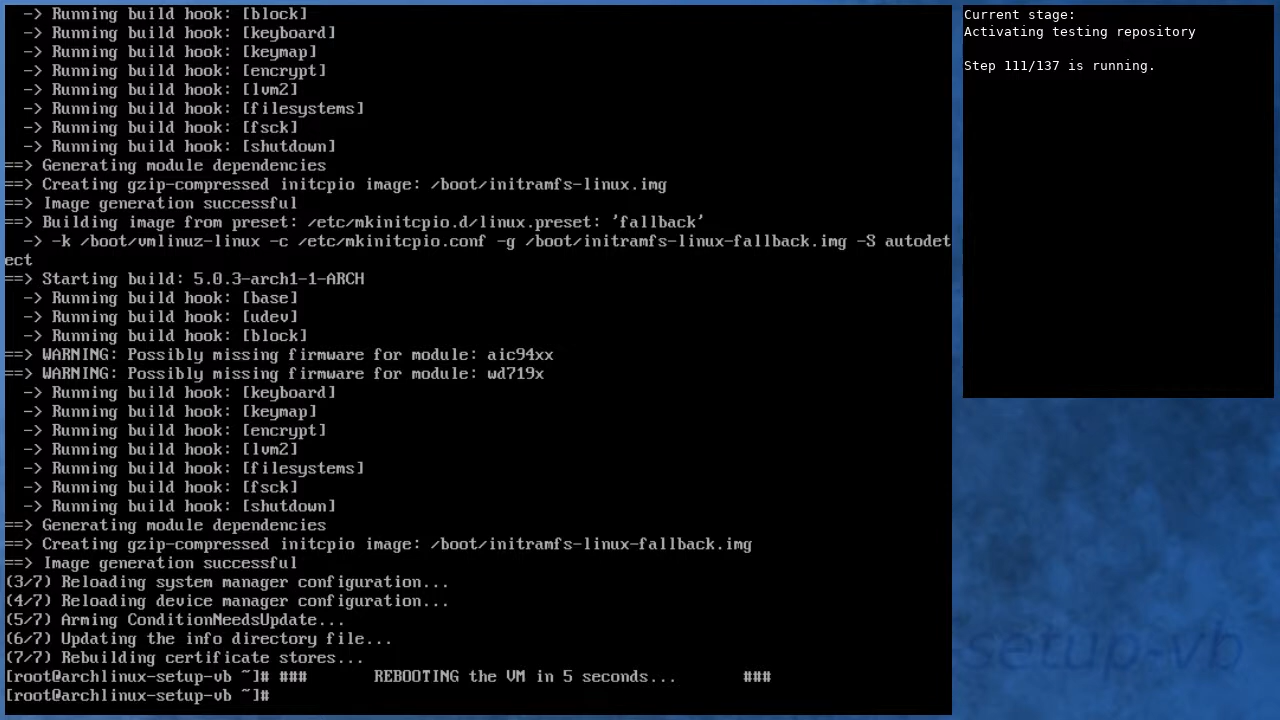 -> Running build hook: [block]
  -> Running build hook: [keyboard]
  -> Running build hook: [keymap]
  -> Running build hook: [encrypt]
  -> Running build hook: [lvm2]
  -> Running build hook: [filesystems]
  -> Running build hook: [fsck]
  -> Running build hook: [shutdown]
==> Generating module dependencies
==> Creating gzip-compressed initcpio image: /boot/initramfs-linux.img
==> Image generation successful
==> Building image from preset: /etc/mkinitcpio.d/linux.preset: 'fallback'
  -> -k /boot/vmlinuz-linux -c /etc/mkinitcpio.conf -g /boot/initramfs-linux-fallback.img -S autodet
ect
==> Starting build: 5.0.3-arch1-1-ARCH
  -> Running build hook: [base]
  -> Running build hook: [udev]
  -> Running build hook: [block]
==> WARNING: Possibly missing firmware for module: aic94xx
==> WARNING: Possibly missing firmware for module: wd719x
  -> Running build hook: [keyboard]
  -> Running build hook: [keymap]
  -> Running build hook: [encrypt]
  -> Running build hook: [lvm2]
  -> Running build hook: [filesystems]
  -> Running build hook: [fsck]
  -> Running build hook: [shutdown]
==> Generating module dependencies
==> Creating gzip-compressed initcpio image: /boot/initramfs-linux-fallback.img
==> Image generation successful
(3/7) Reloading system manager configuration...
(4/7) Reloading device manager configuration...
(5/7) Arming ConditionNeedsUpdate...
(6/7) Updating the info directory file...
(7/7) Rebuilding certificate stores...
[root@archlinux-setup-vb ~]# ###       REBOOTING the VM in 5 seconds...       ###
[root@archlinux-setup-vb ~]#
Current stage:
Activating testing repository
Step 111/137 is running.
setup-vb